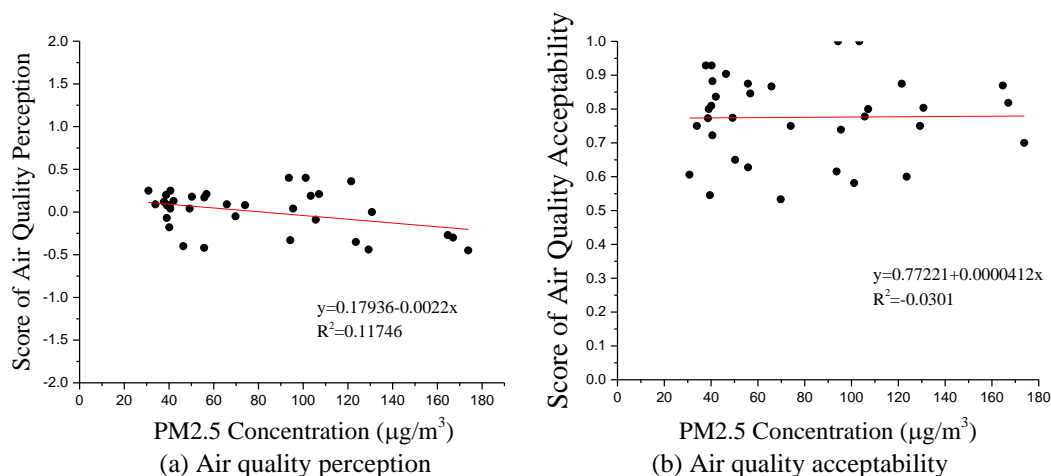 Score of Air Quality Perception
2.0
1.5
1.0
0.5
0.0
-0.5
-1.0
-1.5
-2.0
y=0.17936-0.0022x
R²=0.11746
0 20 40 60 80 100 120 140 160 180
PM2.5 Concentration (μg/m³)
(a) Air quality perception
Score of Air Quality Acceptability
1.0
0.9
0.8
0.7
0.6
0.5
0.4
0.3
0.2
0.1
0.0
y=0.77221+0.0000412x
R²=-0.0301
0 20 40 60 80 100 120 140 160 180
PM2.5 Concentration (μg/m³)
(b) Air quality acceptability